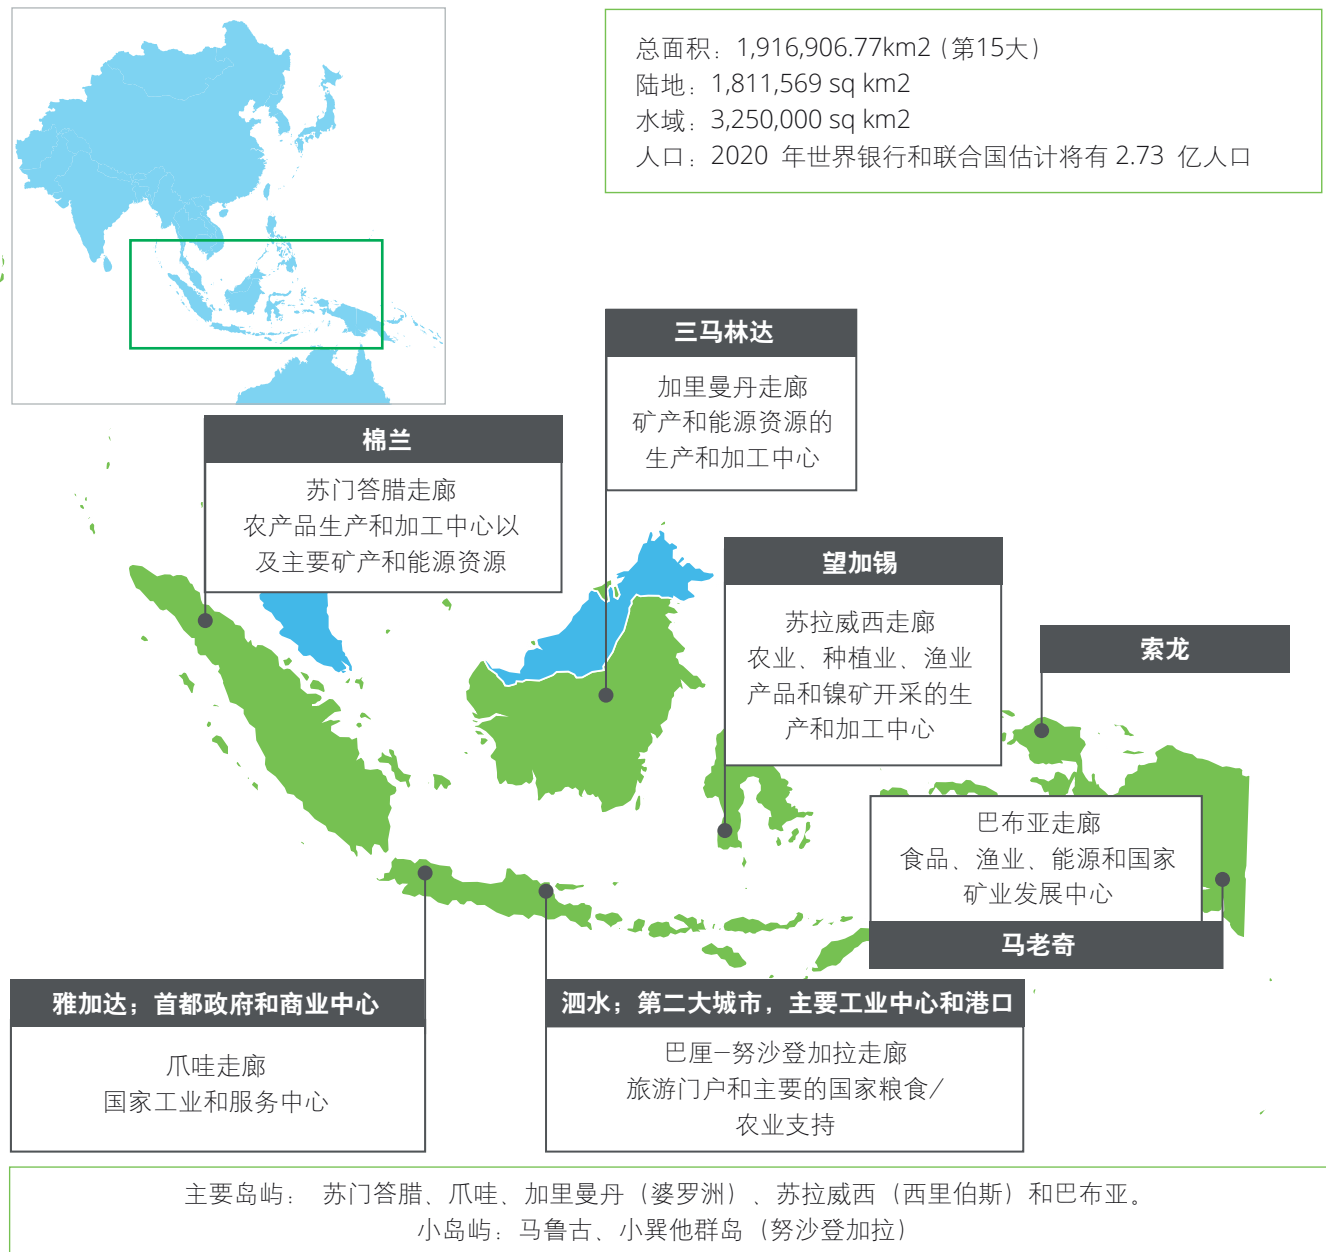 总面积：1,916,906.77km2（第15大）
陆地：1,811,569 sq km2
水域：3,250,000 sq km2
人口：2020 年世界银行和联合国估计将有 2.73 亿人口
三马林达
加里曼丹走廊
矿产和能源资源的
生产和加工中心
棉兰
苏门答腊走廊
农产品生产和加工中心以
及主要矿产和能源资源
望加锡
苏拉威西走廊
农业、种植业、渔业
产品和镍矿开采的生
产和加工中心
索龙
巴布亚走廊
食品、渔业、能源和国家
矿业发展中心
马老奇
雅加达；首都政府和商业中心
爪哇走廊
国家工业和服务中心
泗水；第二大城市，主要工业中心和港口
巴厘–努沙登加拉走廊
旅游门户和主要的国家粮食/
农业支持
主要岛屿： 苏门答腊、爪哇、加里曼丹（婆罗洲）、苏拉威西（西里伯斯）和巴布亚。
小岛屿：马鲁古、小巽他群岛（努沙登加拉）